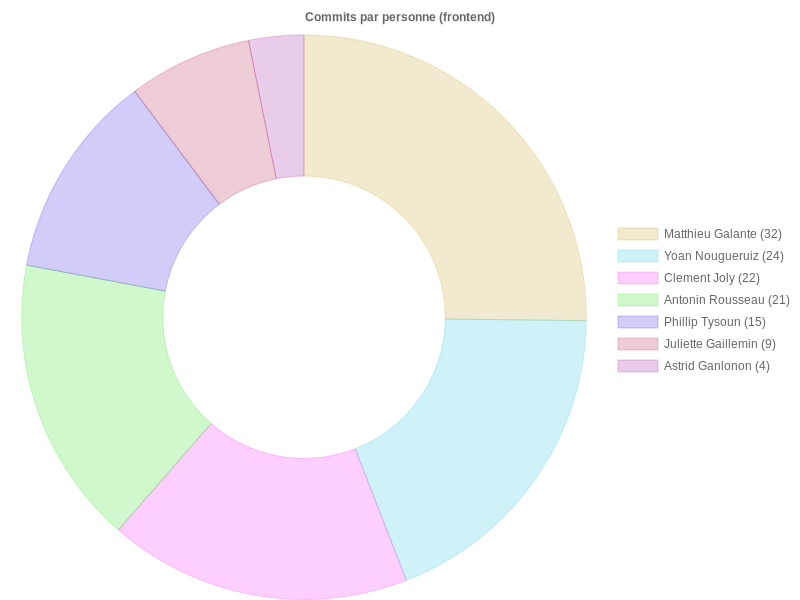 Commits par personne (frontend)
Matthieu Galante (32)
Yoan Nougueruiz (24)
Clement Joly (22)
Antonin Rousseau (21)
Phillip Tysoun (15)
Juliette Gaillemin (9)
Astrid Ganlonon (4)